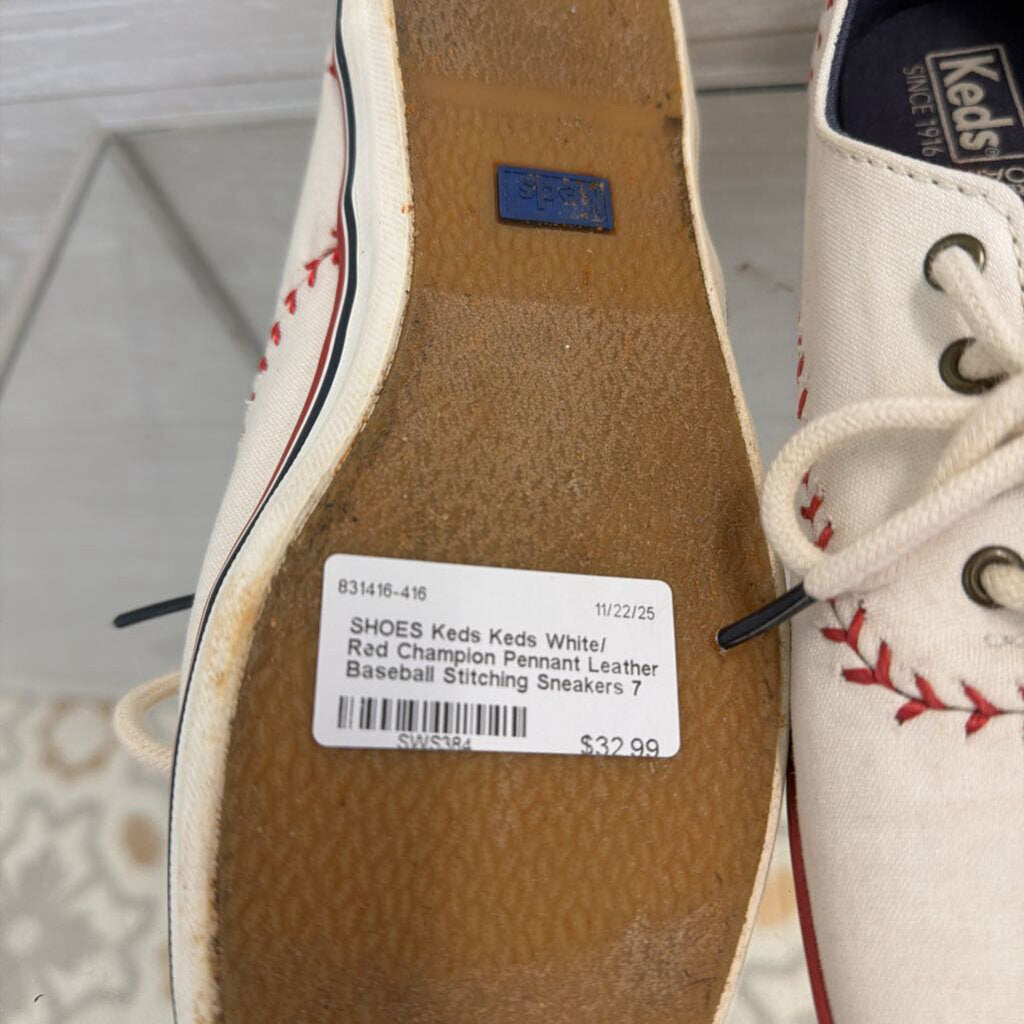 Keds®
SINCE 1916
Keds
831416-416
11/22/25
SHOES Keds Keds White/
Red Champion Pennant Leather
Baseball Stitching Sneakers 7
SWS384
$32.99